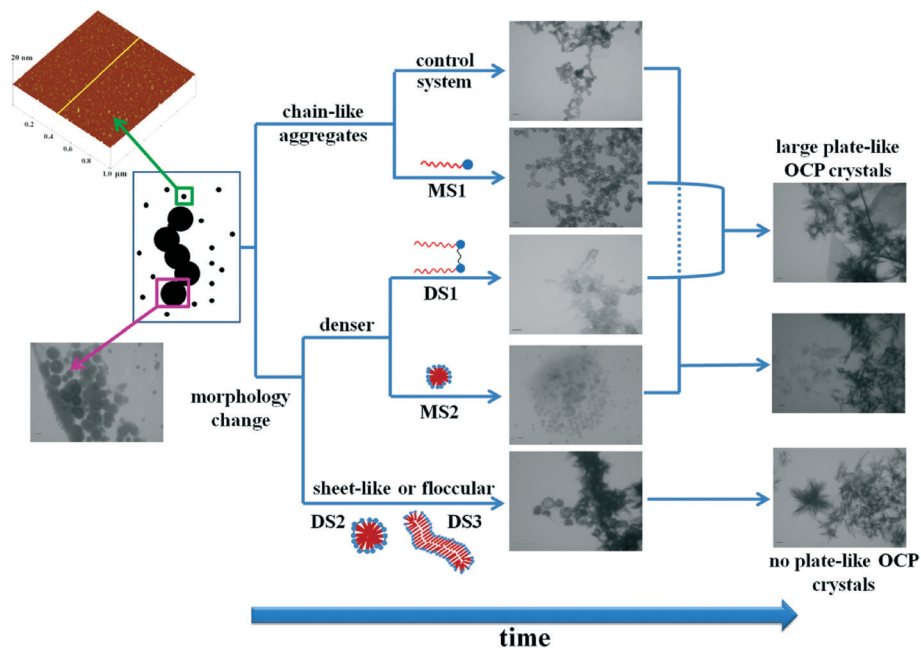 20 nm
0.2
0.4
0.6
0.8
1.0 μm
chain-like
aggregates
control
system
MS1
DS1
denser
MS2
morphology
change
sheet-like or floccular
DS2
DS3
large plate-like
OCP crystals
no plate-like OCP
crystals
time